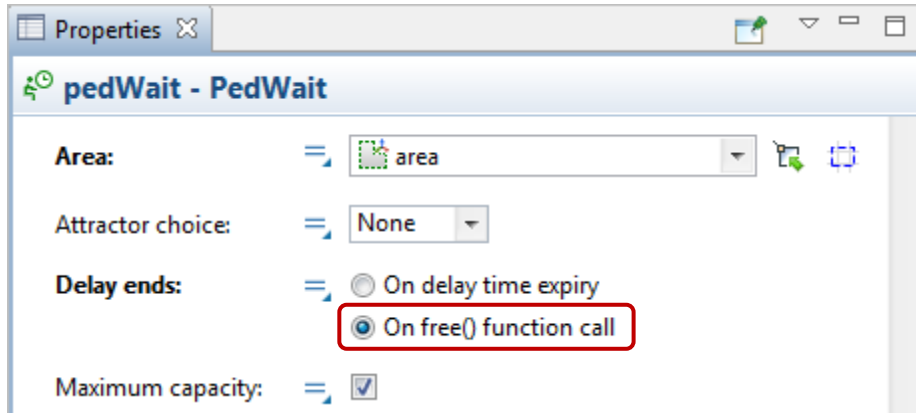 Properties
pedWait - PedWait
Area: area
Attractor choice: None
Delay ends: On delay time expiry
On free() function call
Maximum capacity: